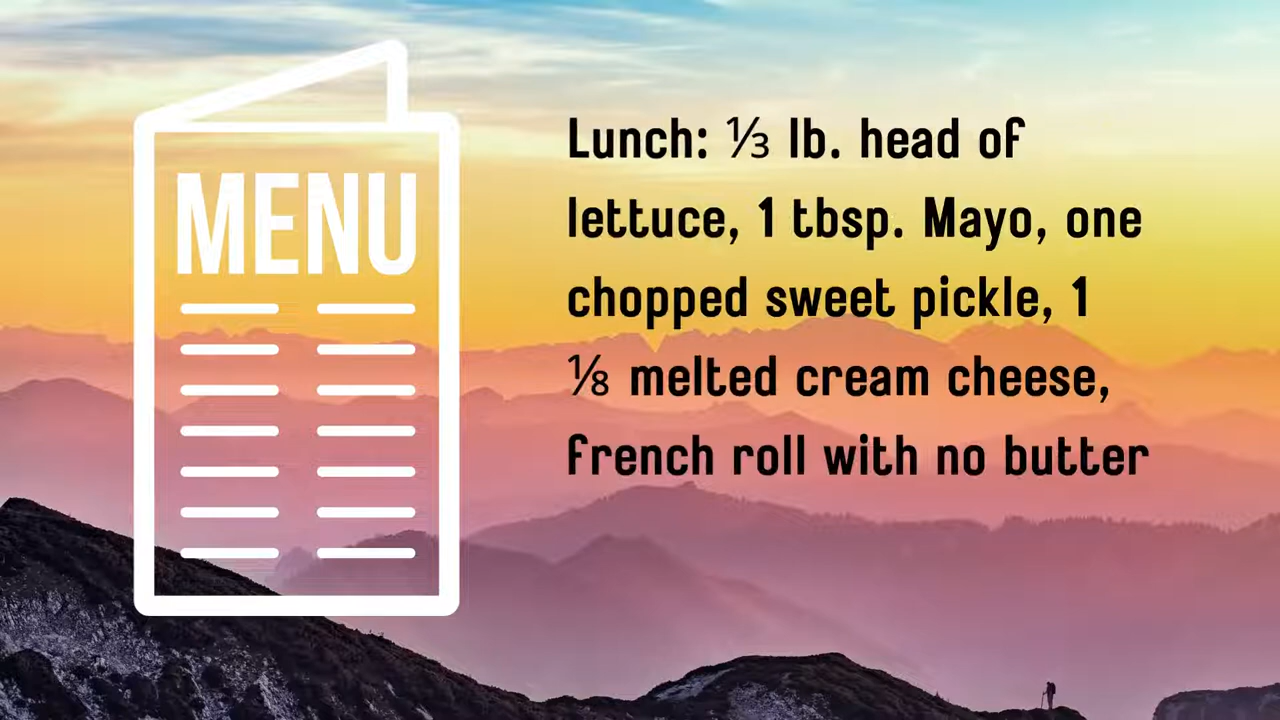 MENU
Lunch: ⅓ lb. head of
lettuce, 1 tbsp. Mayo, one
chopped sweet pickle, 1
⅛ melted cream cheese,
french roll with no butter